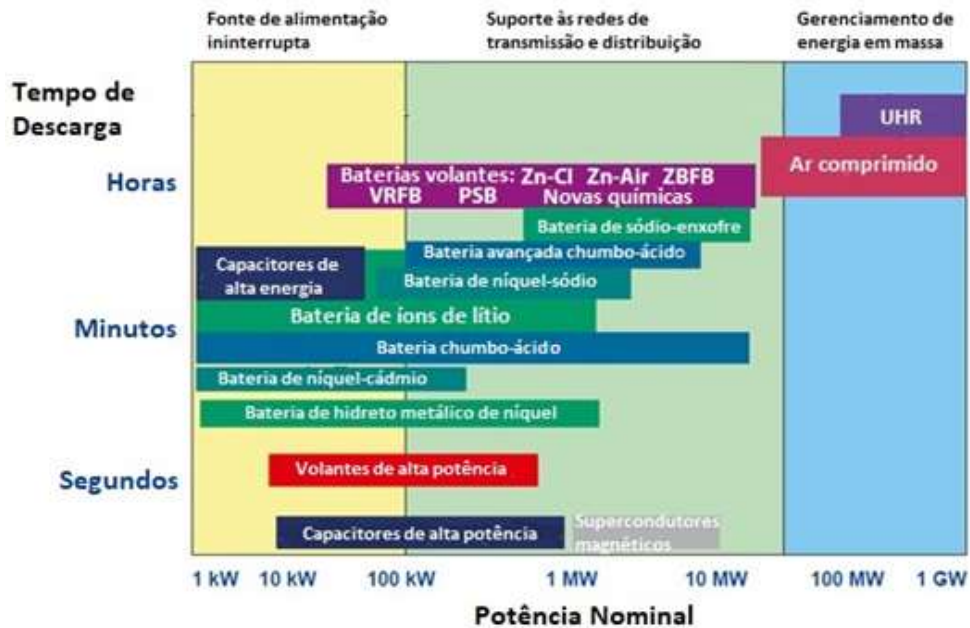 Fonte de alimentação
ininterrupta
Suporte às redes de
transmissão e distribuição
Gerenciamento de
energia em massa
Tempo de
Descarga
UHR
Ar comprimido
Horas
Baterias volantes: Zn-Cl Zn-Air ZBFB
VRFB PSB Novas químicas
Bateria de sódio-enxofre
Bateria avançada chumbo-ácido
Capacitores de
alta energia
Bateria de níquel-sódio
Bateria de íons de lítio
Minutos
Bateria chumbo-ácido
Bateria de níquel-cádmio
Bateria de hidreto metálico de níquel
Volantes de alta potência
Segundos
Capacitores de alta potência
Supercondutores
magnéticos
1 kW 10 kW 100 kW 1 MW 10 MW 100 MW 1 GW
Potência Nominal